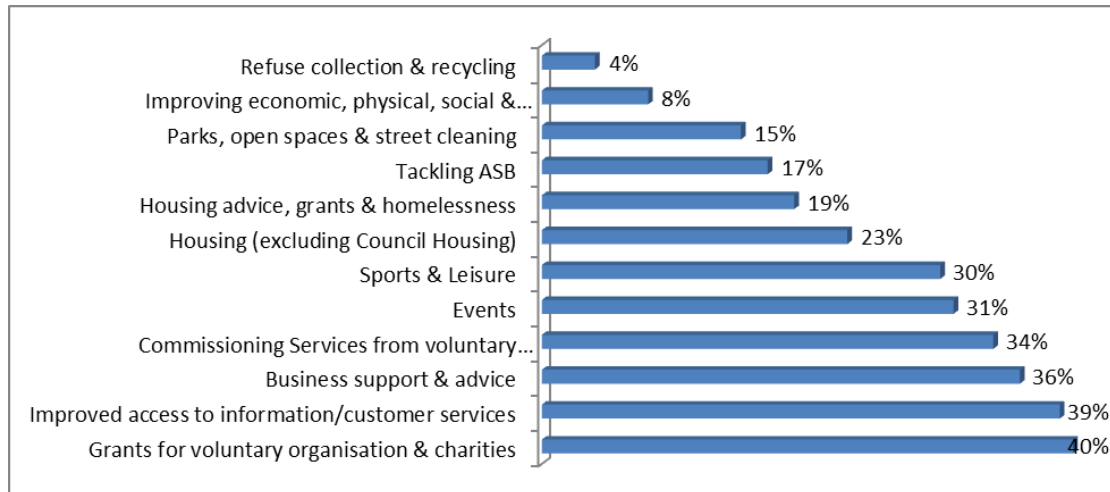 Refuse collection & recycling 4%
Improving economic, physical, social &... 8%
Parks, open spaces & street cleaning 15%
Tackling ASB 17%
Housing advice, grants & homelessness 19%
Housing (excluding Council Housing) 23%
Sports & Leisure 30%
Events 31%
Commissioning Services from voluntary... 34%
Business support & advice 36%
Improved access to information/customer services 39%
Grants for voluntary organisation & charities 40%